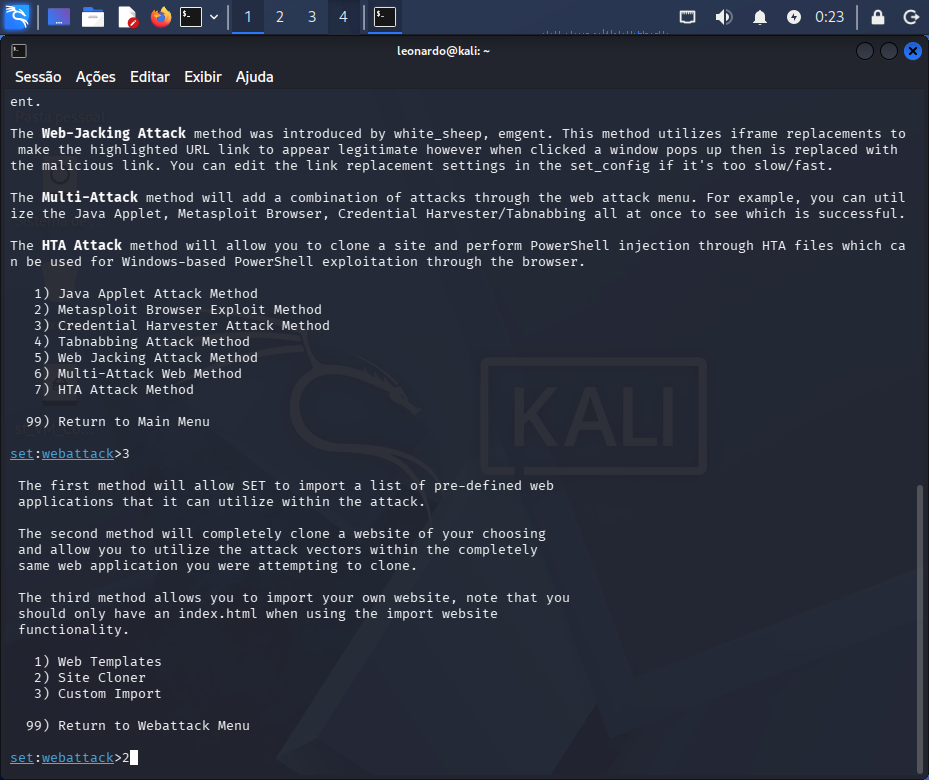 1 2 3 4 0:23
leonardo@kali: ~
Sessão Ações Editar Exibir Ajuda
ent.
The Web-Jacking Attack method was introduced by white_sheep, emgent. This method utilizes iframe replacements to
make the highlighted URL link to appear legitimate however when clicked a window pops up then is replaced with
the malicious link. You can edit the link replacement settings in the set_config if it's too slow/fast.
The Multi-Attack method will add a combination of attacks through the web attack menu. For example, you can util
ize the Java Applet, Metasploit Browser, Credential Harvester/Tabnabbing all at once to see which is successful.
The HTA Attack method will allow you to clone a site and perform PowerShell injection through HTA files which ca
n be used for Windows-based PowerShell exploitation through the browser.
1) Java Applet Attack Method
2) Metasploit Browser Exploit Method
3) Credential Harvester Attack Method
4) Tabnabbing Attack Method
5) Web Jacking Attack Method
6) Multi-Attack Web Method
7) HTA Attack Method
99) Return to Main Menu
KALI
set:webattack>3
The first method will allow SET to import a list of pre-defined web
applications that it can utilize within the attack.
The second method will completely clone a website of your choosing
and allow you to utilize the attack vectors within the completely
same web application you were attempting to clone.
The third method allows you to import your own website, note that you
should only have an index.html when using the import website
functionality.
1) Web Templates
2) Site Cloner
3) Custom Import
99) Return to Webattack Menu
set:webattack>2